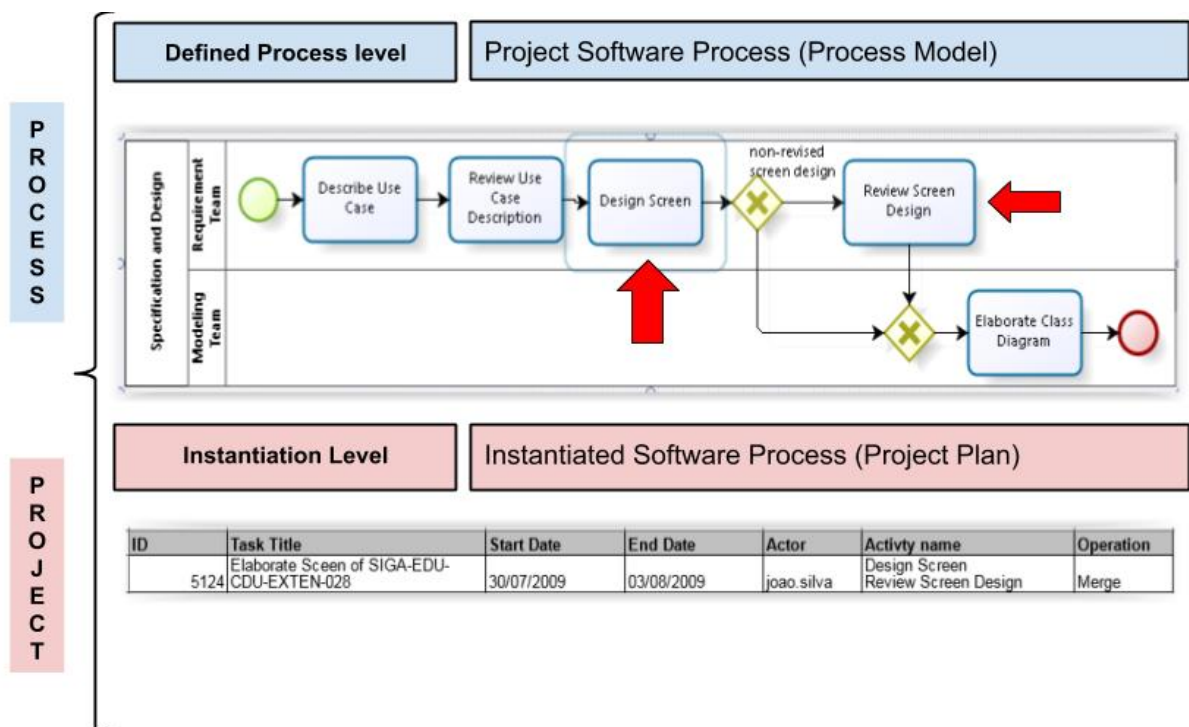 Defined Process level
Project Software Process (Process Model)
PROCESS
Specification and Design
Requirement
Team
Describe Use
Case
Review Use
Case
Description
Design Screen
non-revised
screen design
Review Screen
Design
Modeling
Team
Elaborate Class
Diagram
Instantiation Level
Instantiated Software Process (Project Plan)
PROJECT
ID Task Title Start Date End Date Actor Activty name Operation
Elaborate Sceen of SIGA-EDU- Design Screen
5124 CDU-EXTEN-028 30/07/2009 03/08/2009 joao.silva Review Screen Design Merge